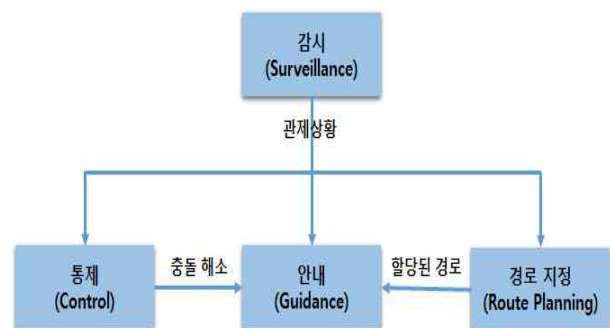 감시
(Surveillance)
관제상황
통제
(Control)
충돌 해소
안내
(Guidance)
할당된 경로
경로 지정
(Route Planning)